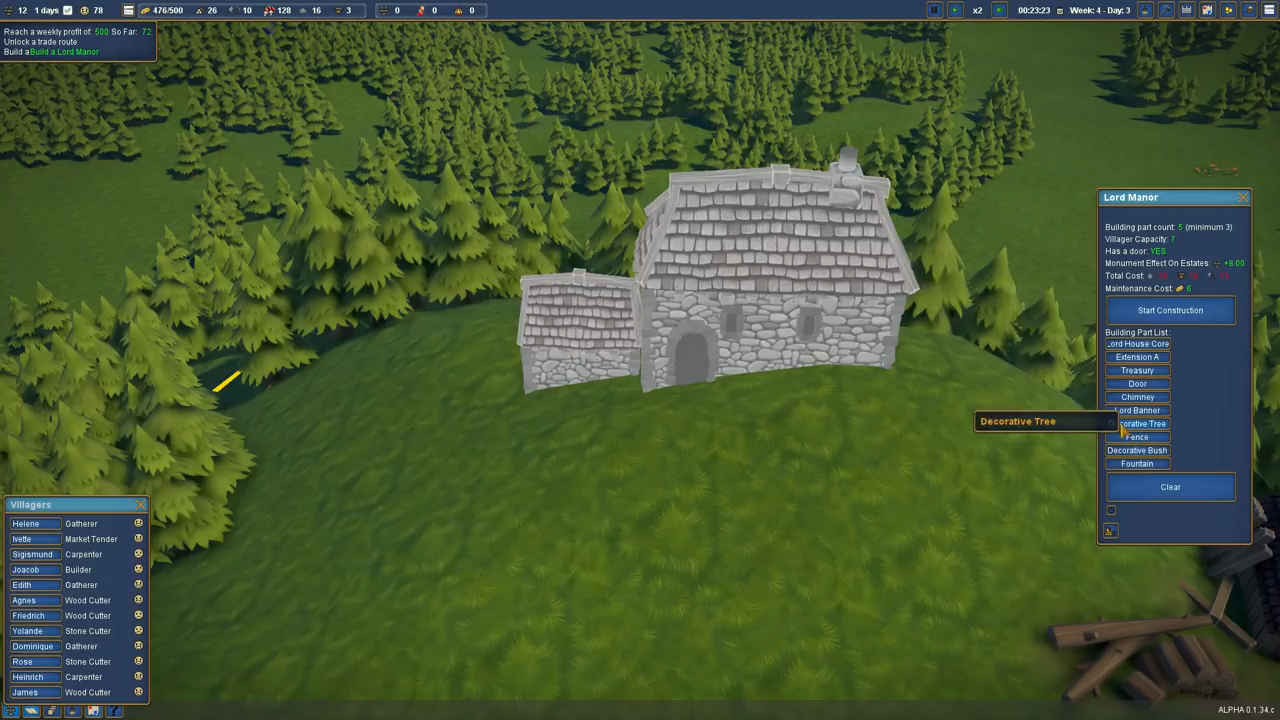 12 1 days 78 476/500 26 10 128 16 3 0 0 0 x2 00:23:23 Week: 4 - Day: 3
Reach a weekly profit of: 500 So Far: 72
Unlock a trade route
Build a Build a Lord Manor
Lord Manor
Building part count: 5 (minimum 3)
Villager Capacity: 7
Has a door: YES
Monument Effect On Estates: +8.00
Total Cost:
Maintenance Cost: 6
Start Construction
Building Part List :
Lord House Core
Extension A
Treasury
Door
Chimney
Lord Banner
Decorative Tree
corative Tree
Fence
Decorative Bush
Fountain
Clear
Villagers
Helene Gatherer
Ivette Market Tender
Sigismund Carpenter
Joacob Builder
Edith Gatherer
Agnes Wood Cutter
Friedrich Wood Cutter
Yolande Stone Cutter
Dominique Gatherer
Rose Stone Cutter
Heinrich Carpenter
James Wood Cutter
ALPHA 0.1.34.c